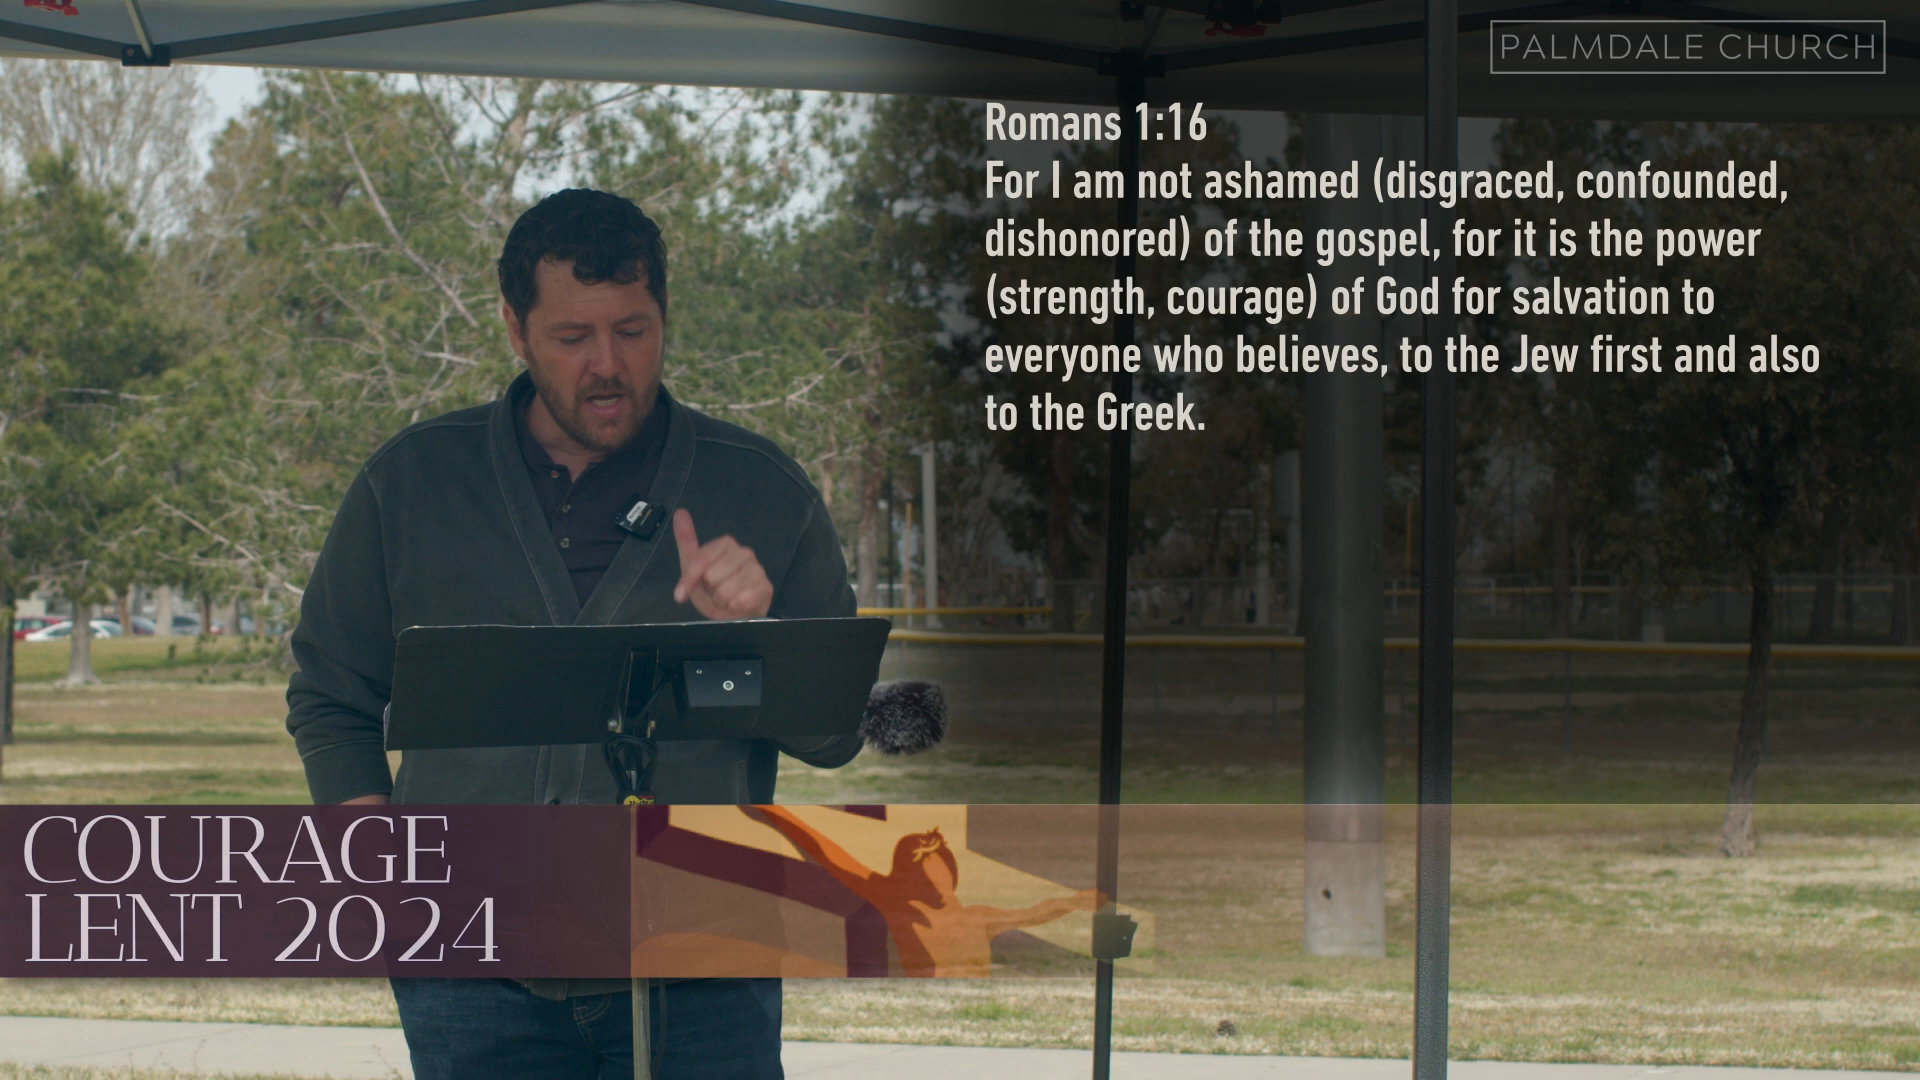 PALMDALE CHURCH
Romans 1:16
For I am not ashamed (disgraced, confounded,
dishonored) of the gospel, for it is the power
(strength, courage) of God for salvation to
everyone who believes, to the Jew first and also
to the Greek.
COURAGE
LENT 2024